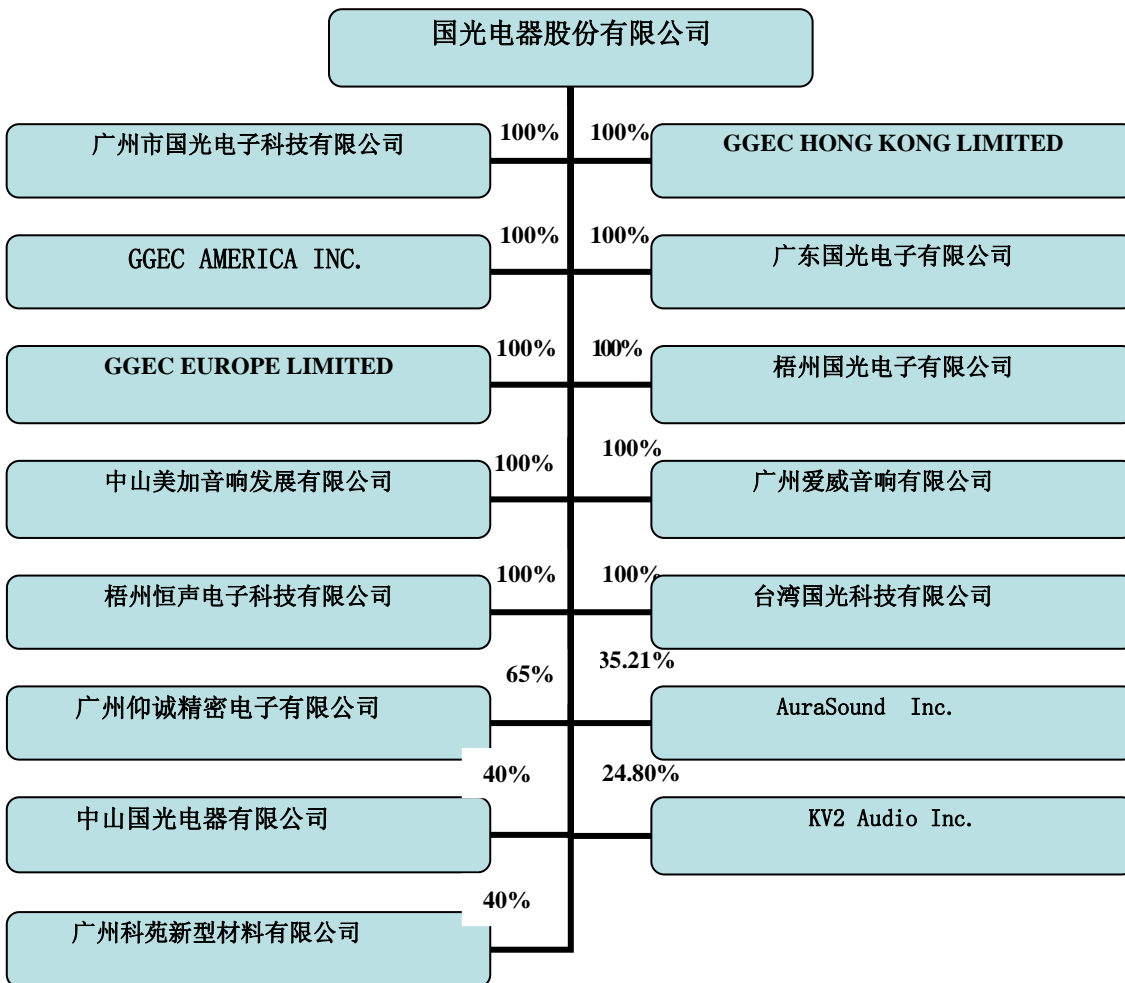 国光电器股份有限公司
100% 100%
广州市国光电子科技有限公司 GGEC HONG KONG LIMITED
100% 100%
GGEC AMERICA INC. 广东国光电子有限公司
100% 100%
GGEC EUROPE LIMITED 梧州国光电子有限公司
100% 100%
中山美加音响发展有限公司 广州爱威音响有限公司
100% 100%
梧州恒声电子科技有限公司 台湾国光科技有限公司
65% 35.21%
广州仰诚精密电子有限公司 AuraSound Inc.
40% 24.80%
中山国光电器有限公司 KV2 Audio Inc.
40%
广州科苑新型材料有限公司